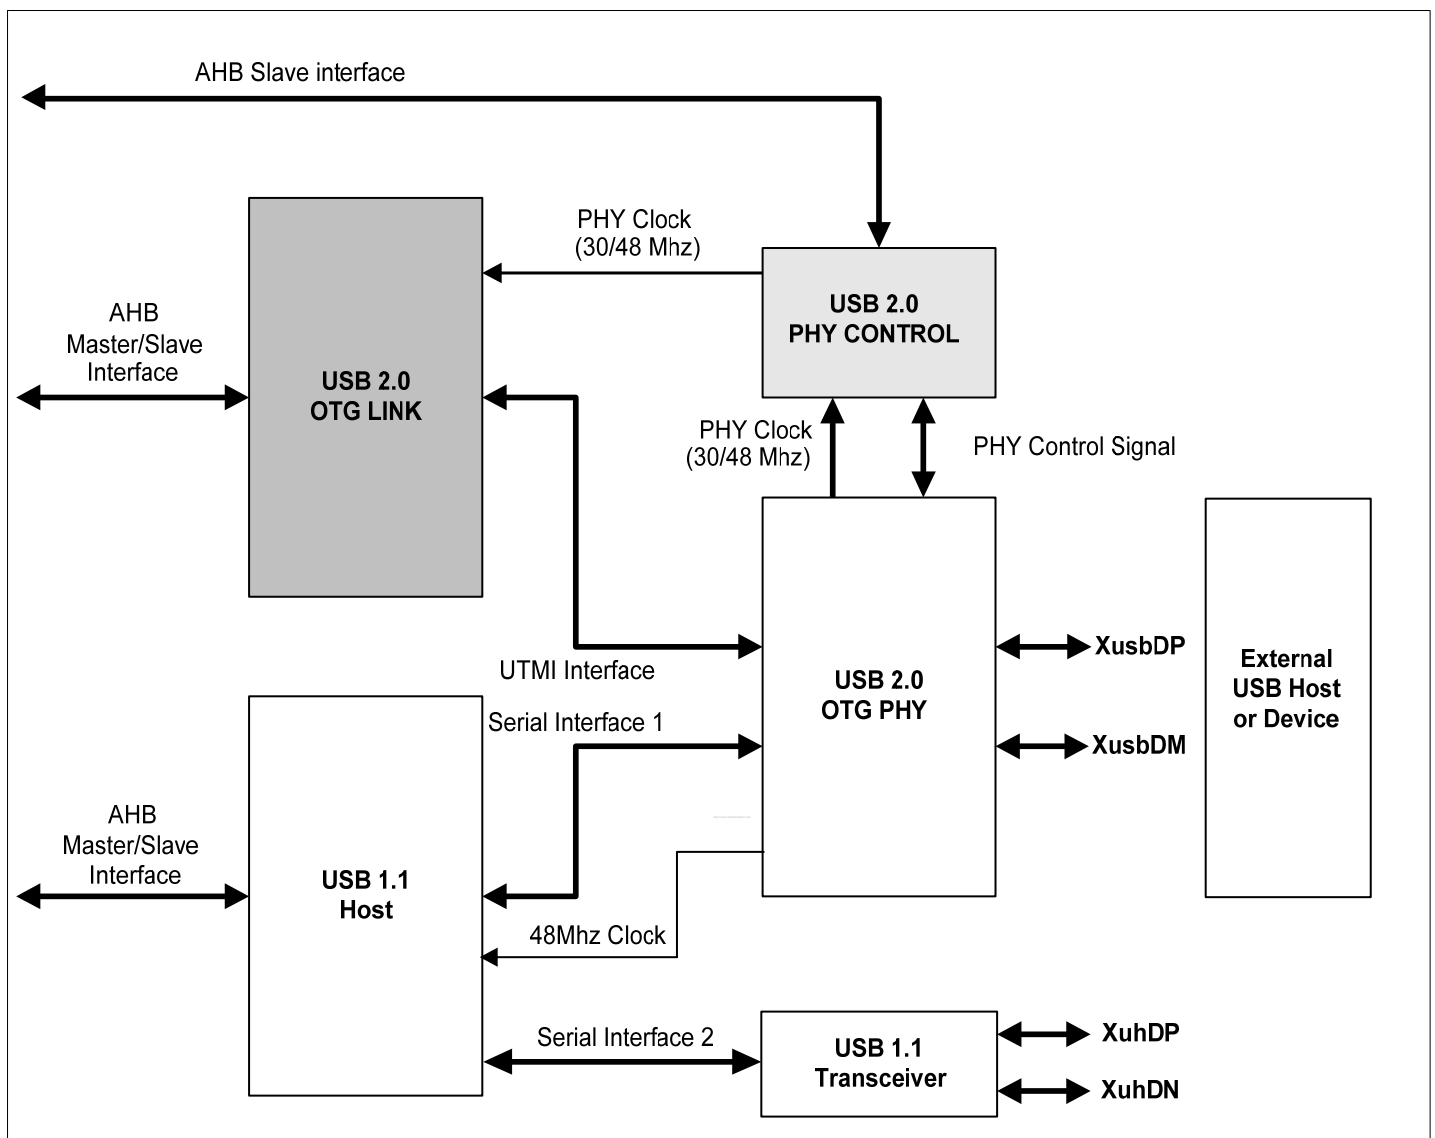 AHB Slave interface
PHY Clock
(30/48 Mhz)
USB 2.0
PHY CONTROL
AHB
Master/Slave
Interface
USB 2.0
OTG LINK
PHY Clock
(30/48 Mhz)
PHY Control Signal
UTMI Interface
USB 2.0
OTG PHY
XusbDP
XusbDM
External
USB Host
or Device
Serial Interface 1
AHB
Master/Slave
Interface
USB 1.1
Host
48Mhz Clock
Serial Interface 2
USB 1.1
Transceiver
XuhDP
XuhDN